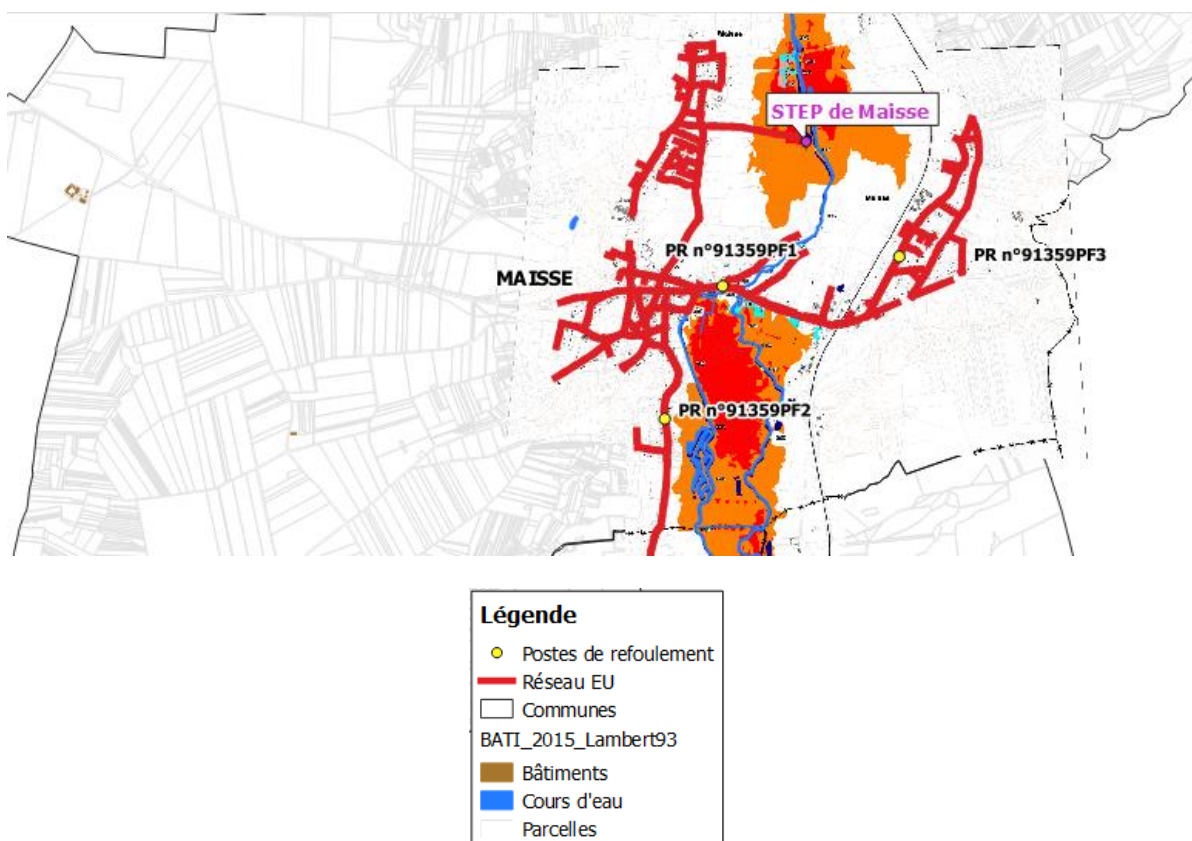 STEP de Maisse
PR n°91359PF1
PR n°91359PF3
MAISSE
PR n°91359PF2
Légende
Postes de refoulement
Réseau EU
Communes
BATI_2015_Lambert93
Bâtiments
Cours d'eau
Parcelles